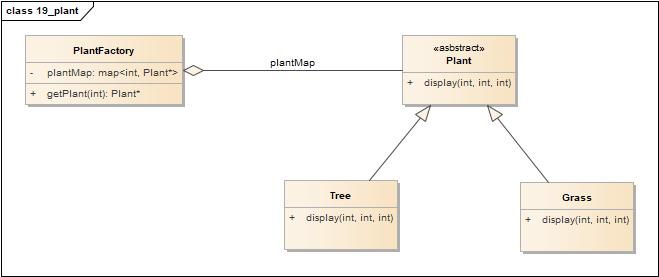 class 19_plant
PlantFactory
- plantMap: map<int, Plant*>
+ getPlant(int): Plant*
plantMap
«asbstract»
Plant
+ display(int, int, int)
Tree
+ display(int, int, int)
Grass
+ display(int, int, int)